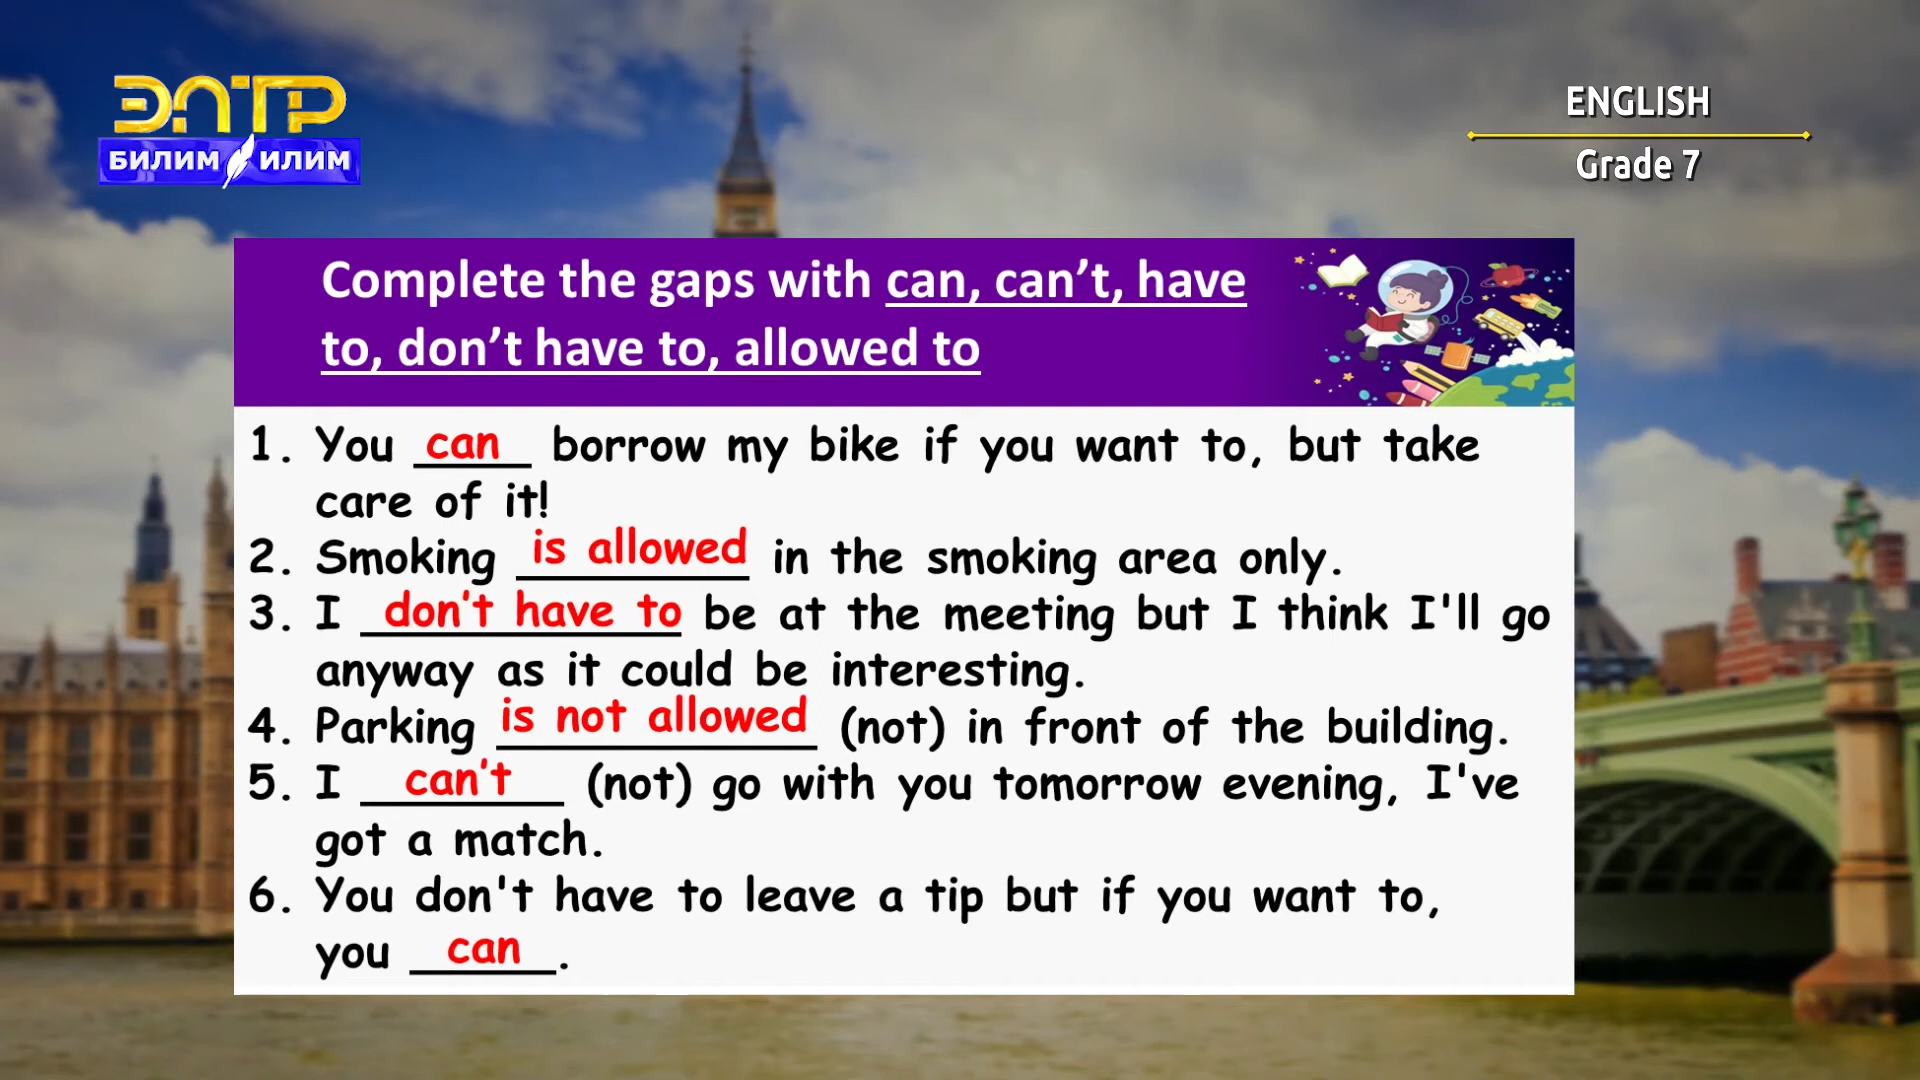 ЭЛТР
БИЛИМ ИЛИМ
ENGLISH
Grade 7
Complete the gaps with can, can’t, have
to, don’t have to, allowed to
1. You can borrow my bike if you want to, but take
care of it!
2. Smoking is allowed in the smoking area only.
3. I don’t have to be at the meeting but I think I'll go
anyway as it could be interesting.
4. Parking is not allowed (not) in front of the building.
5. I can’t (not) go with you tomorrow evening, I've
got a match.
6. You don't have to leave a tip but if you want to,
you can.